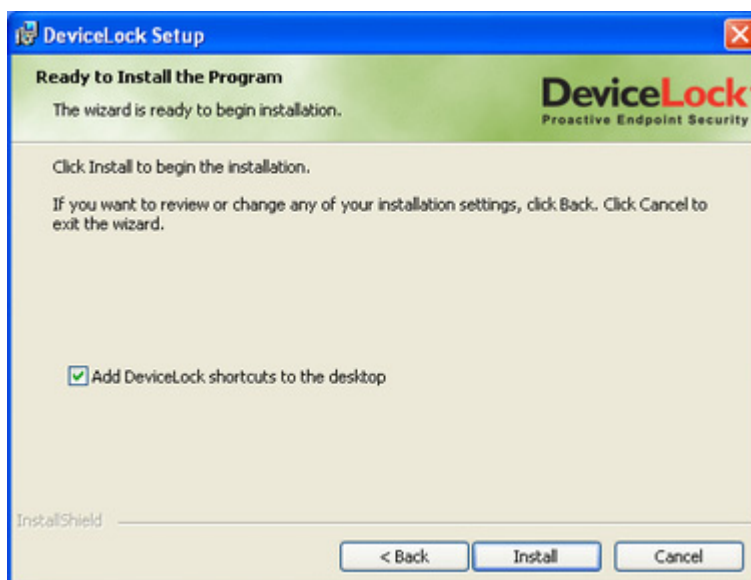 DeviceLock Setup
Ready to Install the Program
The wizard is ready to begin installation.
DeviceLock
Proactive Endpoint Security
Click Install to begin the installation.
If you want to review or change any of your installation settings, click Back. Click Cancel to
exit the wizard.
Add DeviceLock shortcuts to the desktop
InstallShield
< Back
Install
Cancel